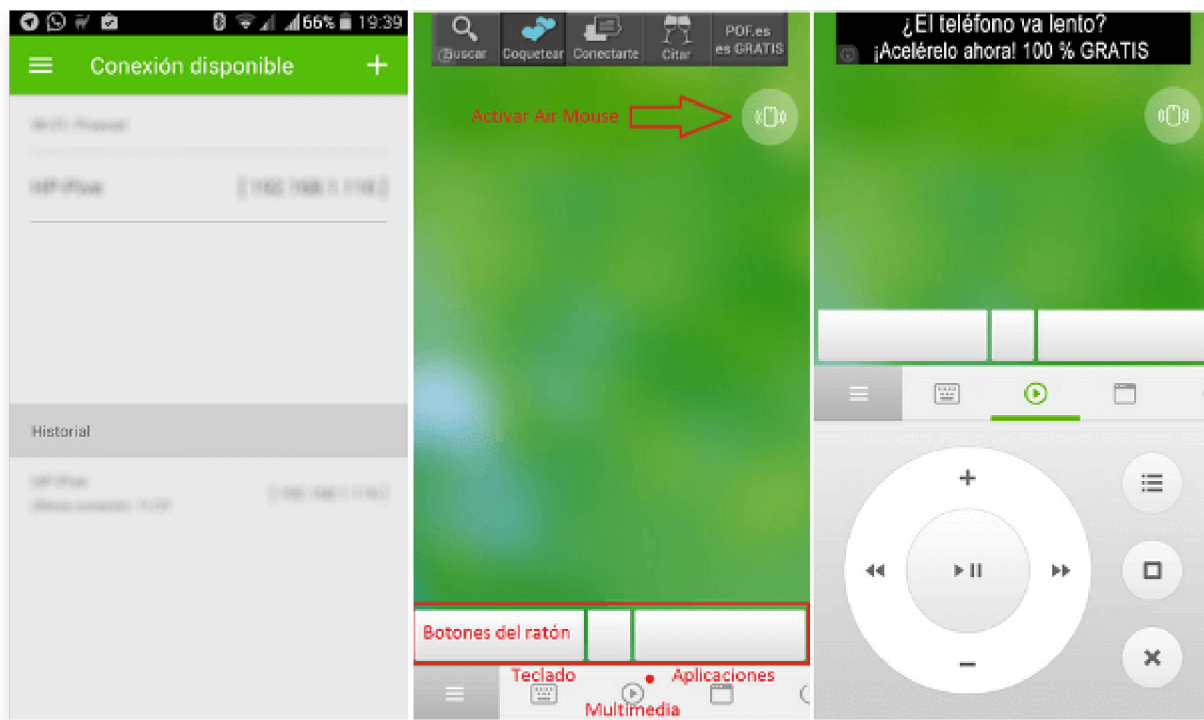 66% 19:39
Conexión disponible
Historial
Buscar
Coquetear
Conectarte
Citar
POF.es
es GRATIS
Activar Air Mouse
Botones del ratón
Teclado
Aplicaciones
Multimedia
¿El teléfono va lento?
¡Acelérelo ahora! 100 % GRATIS